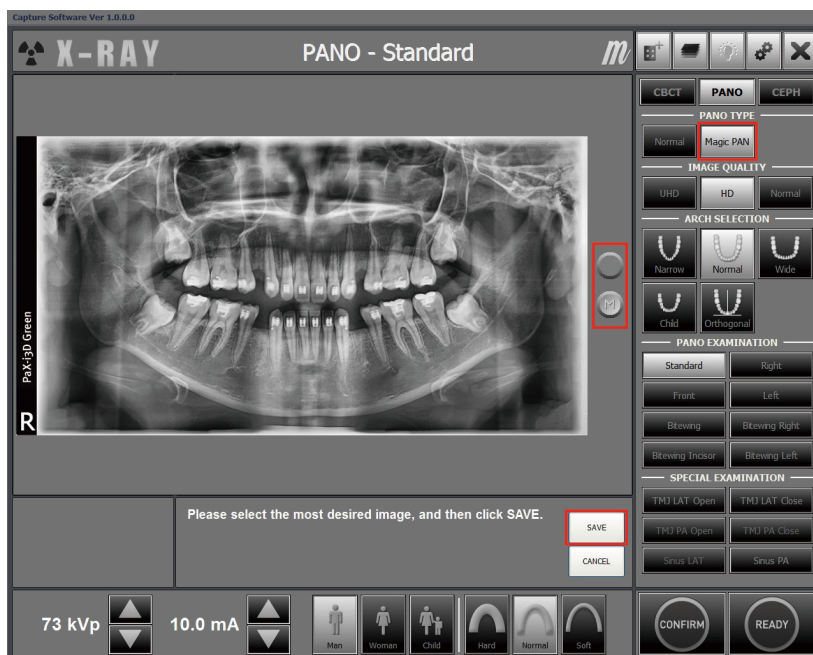 Capture Software Ver 1.0.0.0
X-RAY
PANO - Standard
m
CBCT
PANO
CEPH
PANO TYPE
Normal
Magic PAN
IMAGE QUALITY
UHD
HD
Normal
ARCH SELECTION
Narrow
Normal
Wide
Child
Orthogonal
PANO EXAMINATION
Standard
Right
Front
Left
Bitewing
Bitewing Right
Bitewing Incisor
Bitewing Left
SPECIAL EXAMINATION
TMJ LAT Open
TMJ LAT Close
TMJ PA Open
TMJ PA Close
Sinus LAT
Sinus PA
PaX-i3D Green
R
M
Please select the most desired image, and then click SAVE.
SAVE
CANCEL
73 kVp
10.0 mA
Man
Woman
Child
Hard
Normal
Soft
CONFIRM
READY